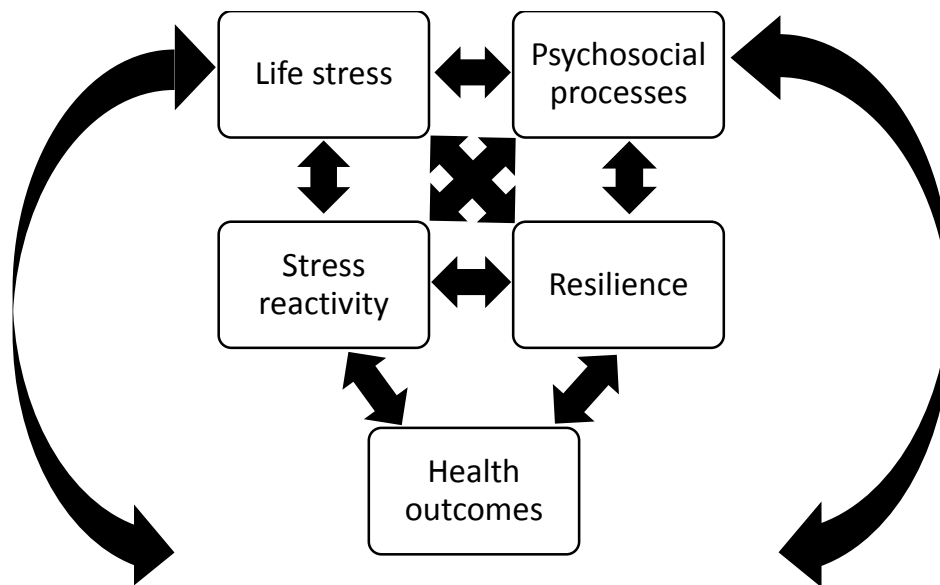 Life stress
Psychosocial
processes
Stress
reactivity
Resilience
Health
outcomes